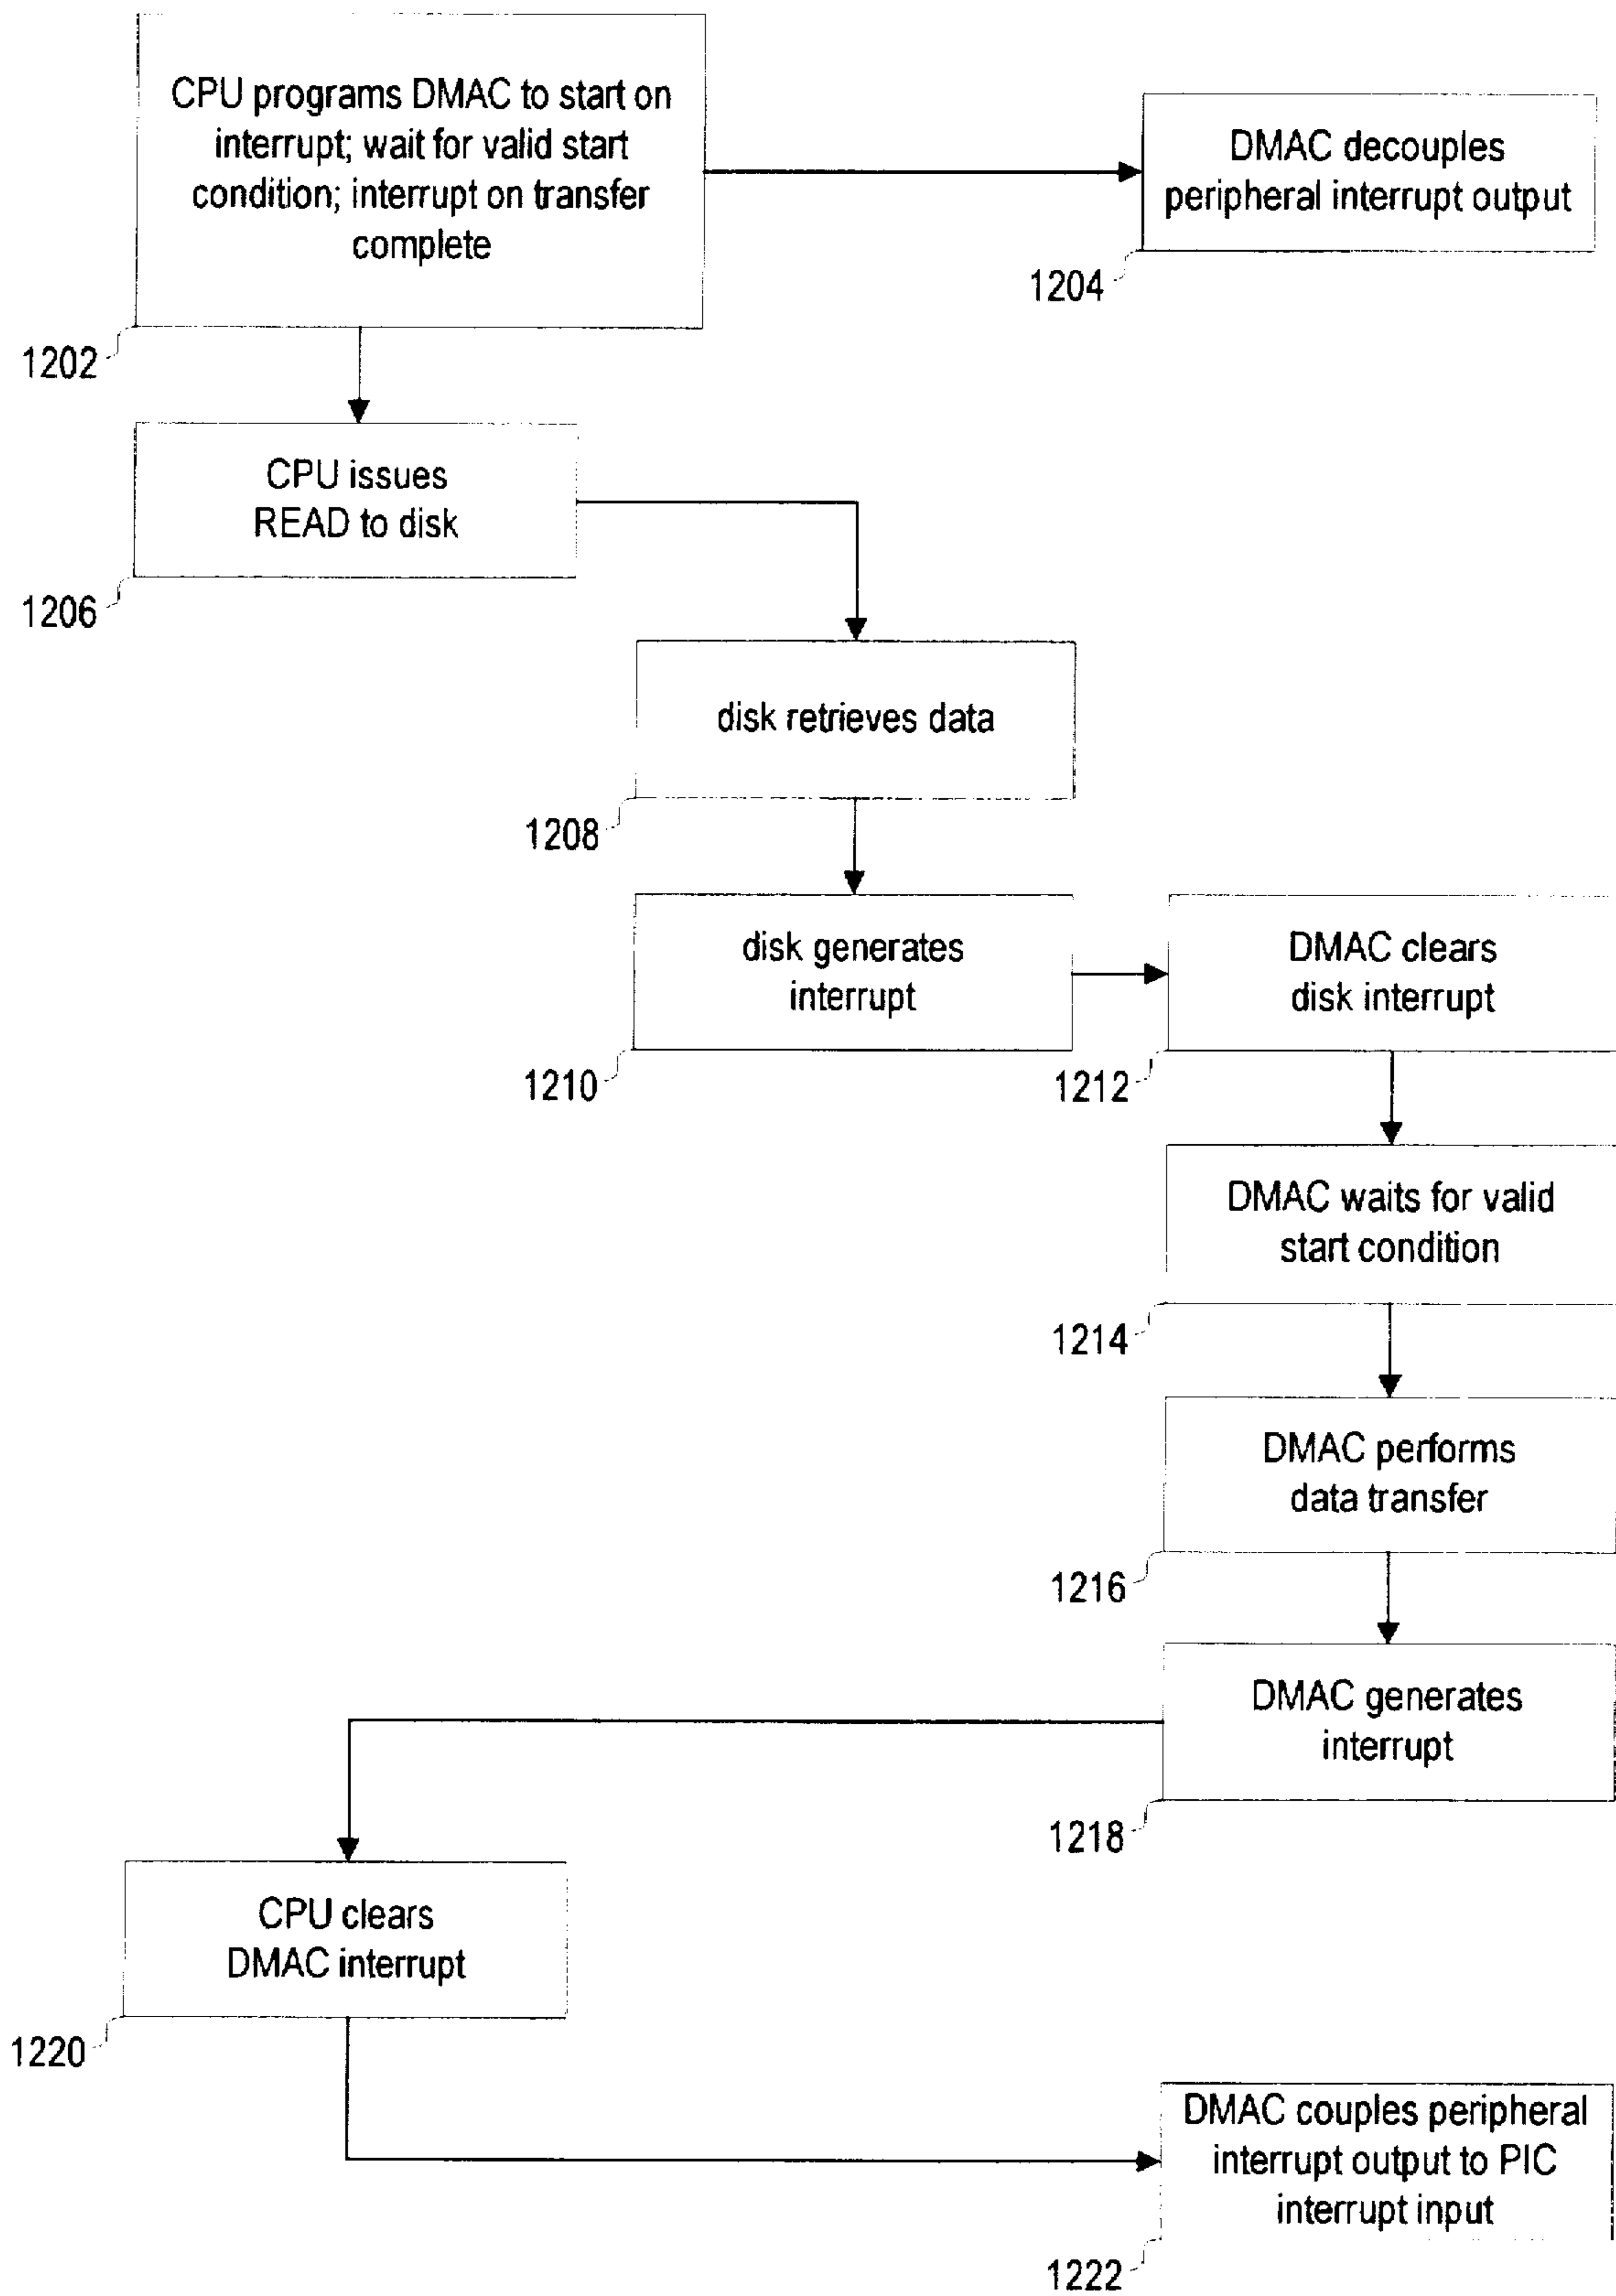 CPU programs DMAC to start on
interrupt; wait for valid start
condition; interrupt on transfer
complete
1202
DMAC decouples
peripheral interrupt output
1204
CPU issues
READ to disk
1206
disk retrieves data
1208
disk generates
interrupt
1210
DMAC clears
disk interrupt
1212
DMAC waits for valid
start condition
1214
DMAC performs
data transfer
1216
DMAC generates
interrupt
1218
CPU clears
DMAC interrupt
1220
DMAC couples peripheral
interrupt output to PIC
interrupt input
1222